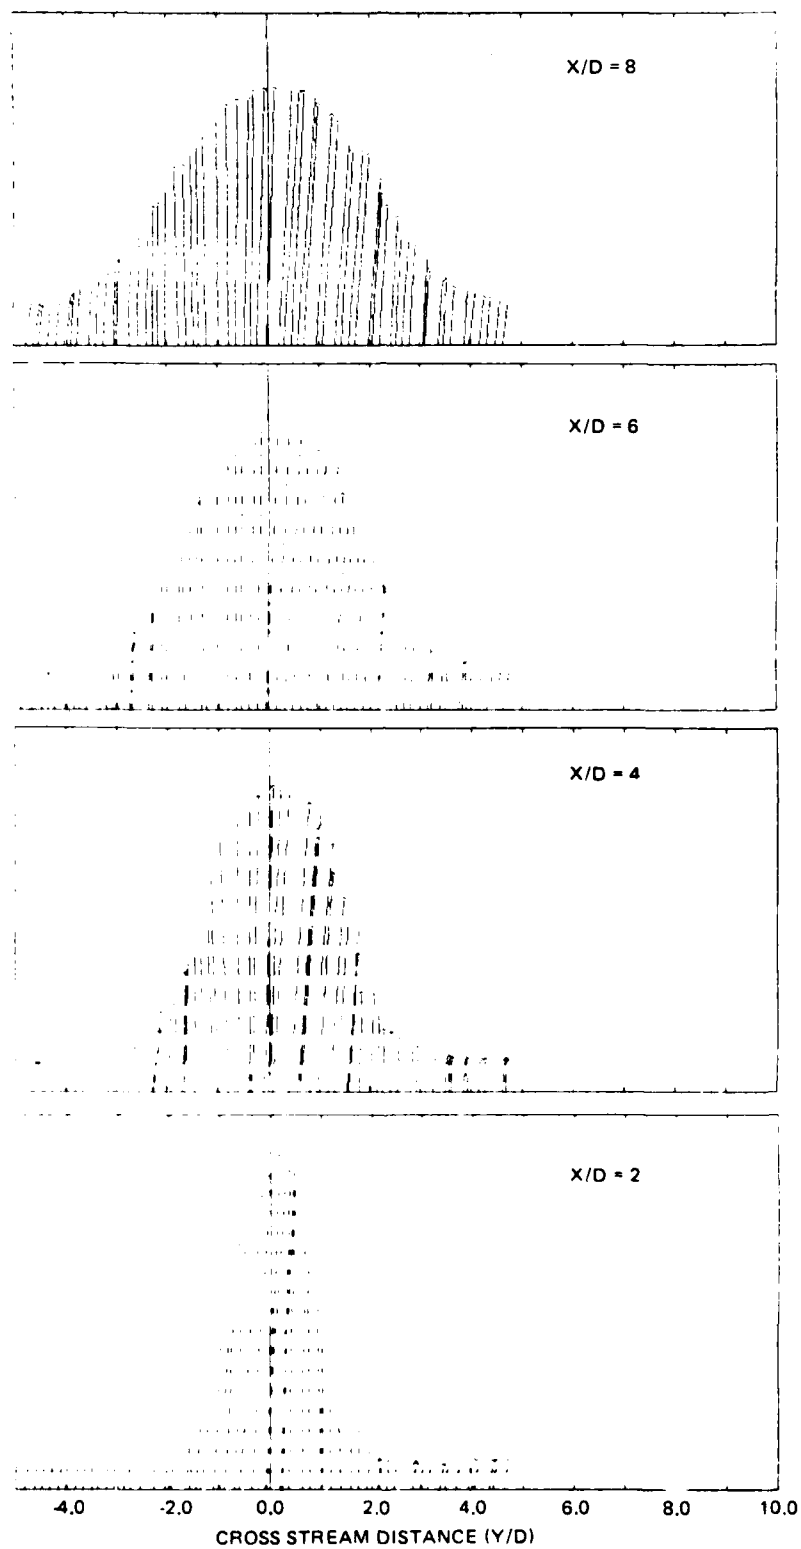 X/D = 8
X/D = 6
X/D = 4
X/D = 2
-4.0 -2.0 0.0 2.0 4.0 6.0 8.0 10.0
CROSS STREAM DISTANCE (Y/D)